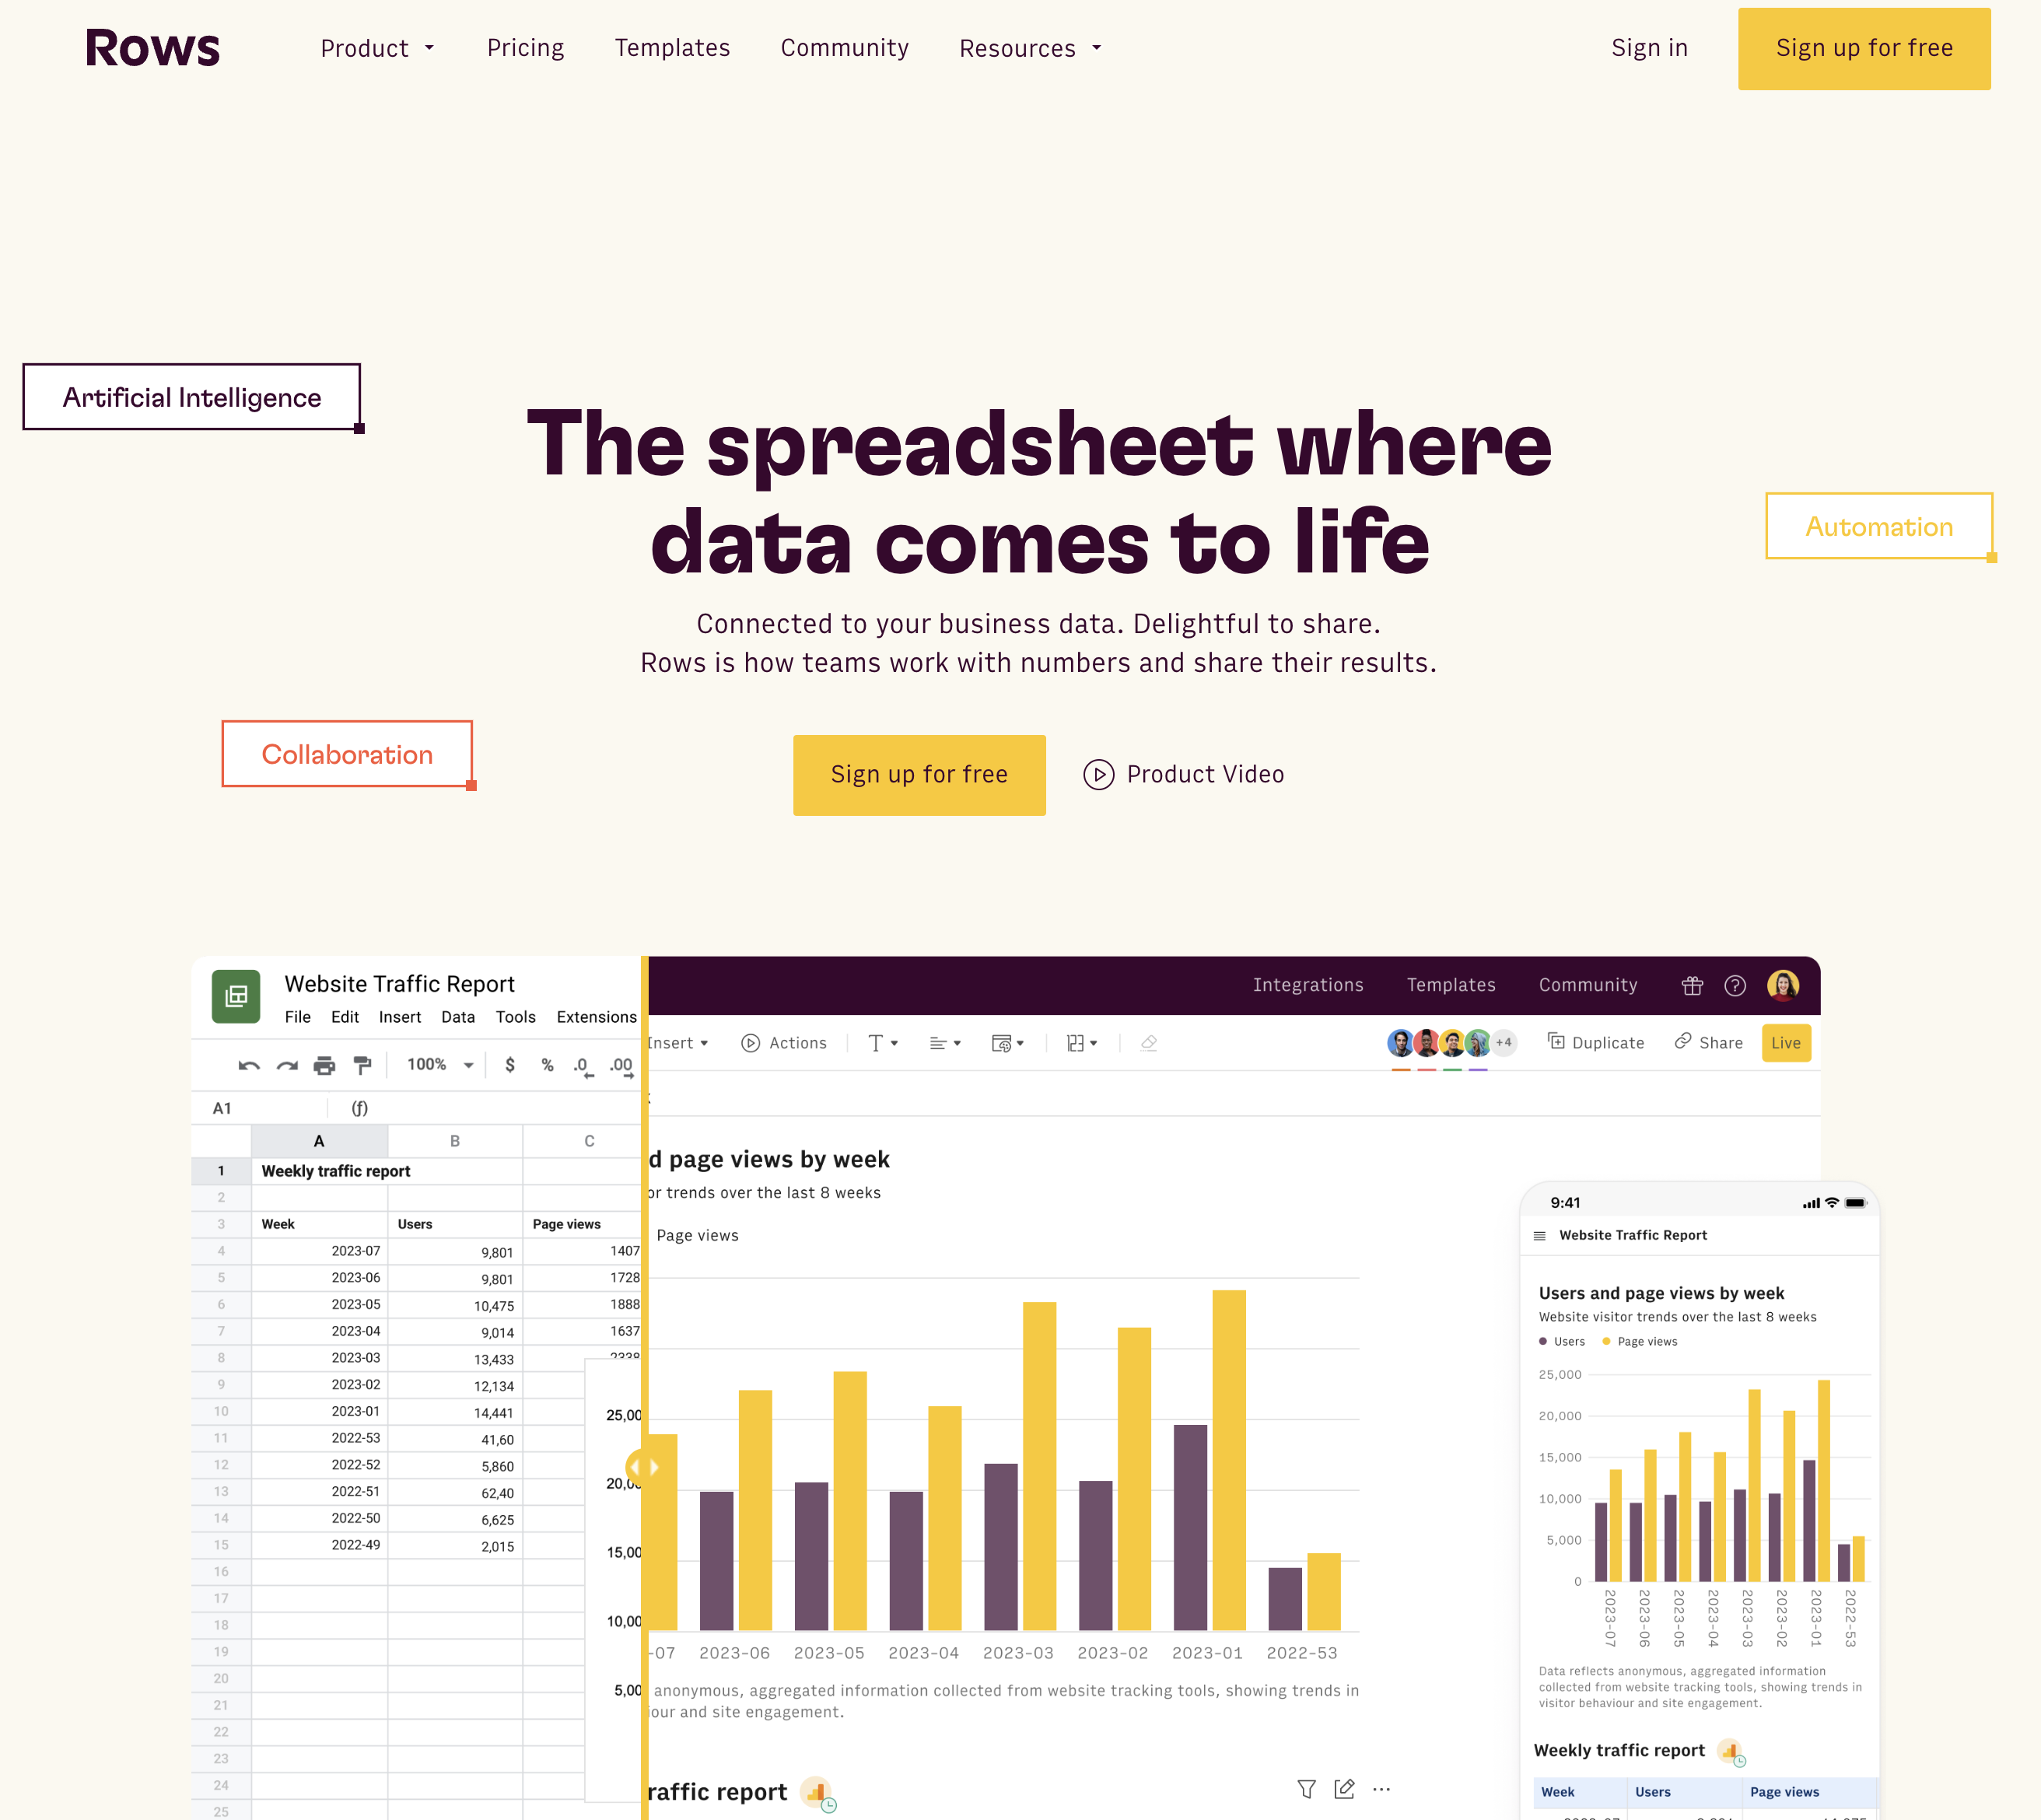 Rows
Product
Pricing
Templates
Community
Resources
Sign in
Sign up for free
Artificial Intelligence
The spreadsheet where
data comes to life
Automation
Connected to your business data. Delightful to share.
Rows is how teams work with numbers and share their results.
Collaboration
Sign up for free
Product Video
Website Traffic Report
File Edit Insert Data Tools Extensions
100% $ % .0 .00
A1 (ƒ)
A B C
1 Weekly traffic report
2
3 Week Users Page views
4 2023-07 9,801 1407
5 2023-06 9,801 1728
6 2023-05 10,475 1888
7 2023-04 9,014 1637
8 2023-03 13,433 2338
9 2023-02 12,134
10 2023-01 14,441
11 2022-53 41,60
12 2022-52 5,860
13 2022-51 62,40
14 2022-50 6,625
15 2022-49 2,015
16
17
18
19
20
21
22
23
24
25
25,00
20,00
15,00
10,00
5,00
Integrations Templates Community
Insert Actions T 123 +4 Duplicate Share Live
d page views by week
or trends over the last 8 weeks
Page views
-07 2023-06 2023-05 2023-04 2023-03 2023-02 2023-01 2022-53
anonymous, aggregated information collected from website tracking tools, showing trends in
iour and site engagement.
raffic report
9:41
Website Traffic Report
Users and page views by week
Website visitor trends over the last 8 weeks
Users Page views
25,000
20,000
15,000
10,000
5,000
0
2023-07 2023-06 2023-05 2023-04 2023-03 2023-02 2023-01 2022-53
Data reflects anonymous, aggregated information
collected from website tracking tools, showing trends in
visitor behaviour and site engagement.
Weekly traffic report
Week Users Page views